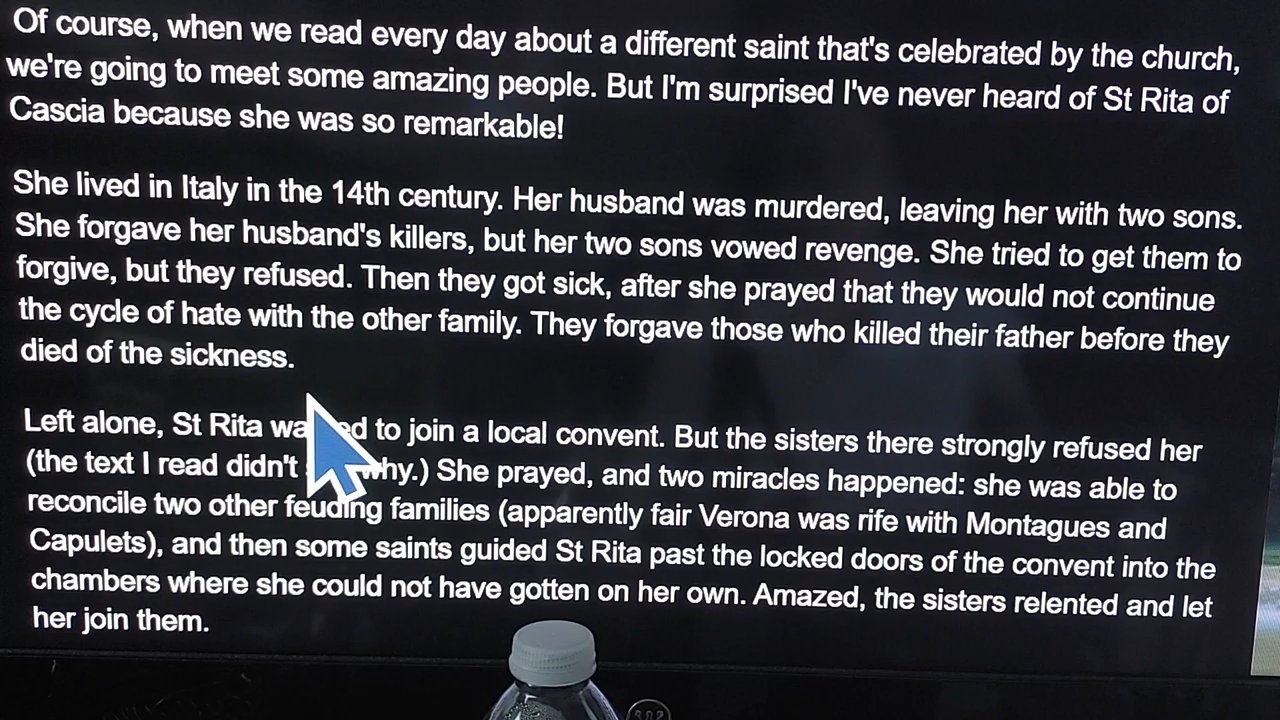 Of course, when we read every day about a different saint that's celebrated by the church,
we're going to meet some amazing people. But I'm surprised I've never heard of St Rita of
Cascia because she was so remarkable!
She lived in Italy in the 14th century. Her husband was murdered, leaving her with two sons.
She forgave her husband's killers, but her two sons vowed revenge. She tried to get them to
forgive, but they refused. Then they got sick, after she prayed that they would not continue
the cycle of hate with the other family. They forgave those who killed their father before they
died of the sickness.
Left alone, St Rita to join a local convent. But the sisters there strongly refused her
(the text I read didn't why.) She prayed, and two miracles happened: she was able to
reconcile two other feuding families (apparently fair Verona was rife with Montagues and
Capulets), and then some saints guided St Rita past the locked doors of the convent into the
chambers where she could not have gotten on her own. Amazed, the sisters relented and let
her join them.